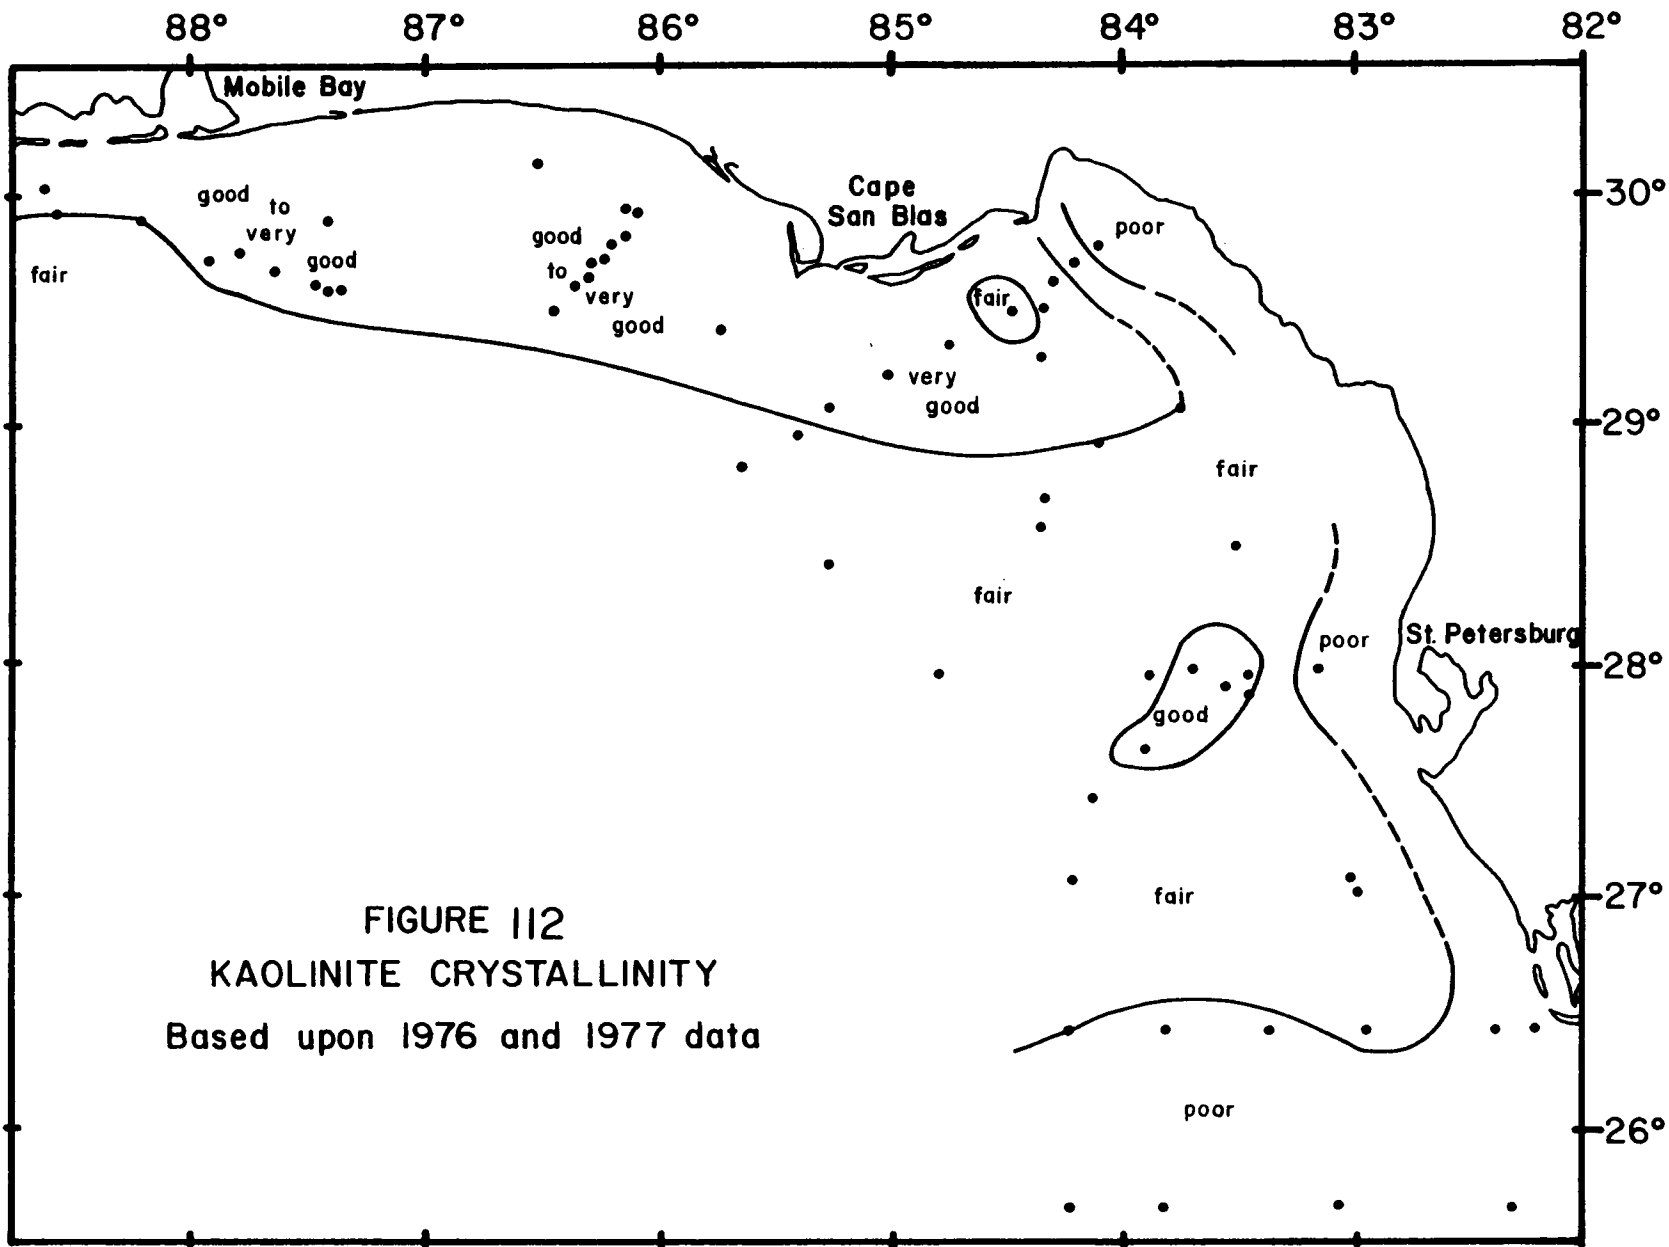 88° 87° 86° 85° 84° 83° 82°
Mobile Bay
Cape
San Blas
30°
good
to
very
good
good
to
very
good
poor
fair
fair
very
good
29°
fair
fair
poor
St. Petersburg
28°
good
fair
27°
FIGURE 112
KAOLINITE CRYSTALLINITY
Based upon 1976 and 1977 data
poor
26°